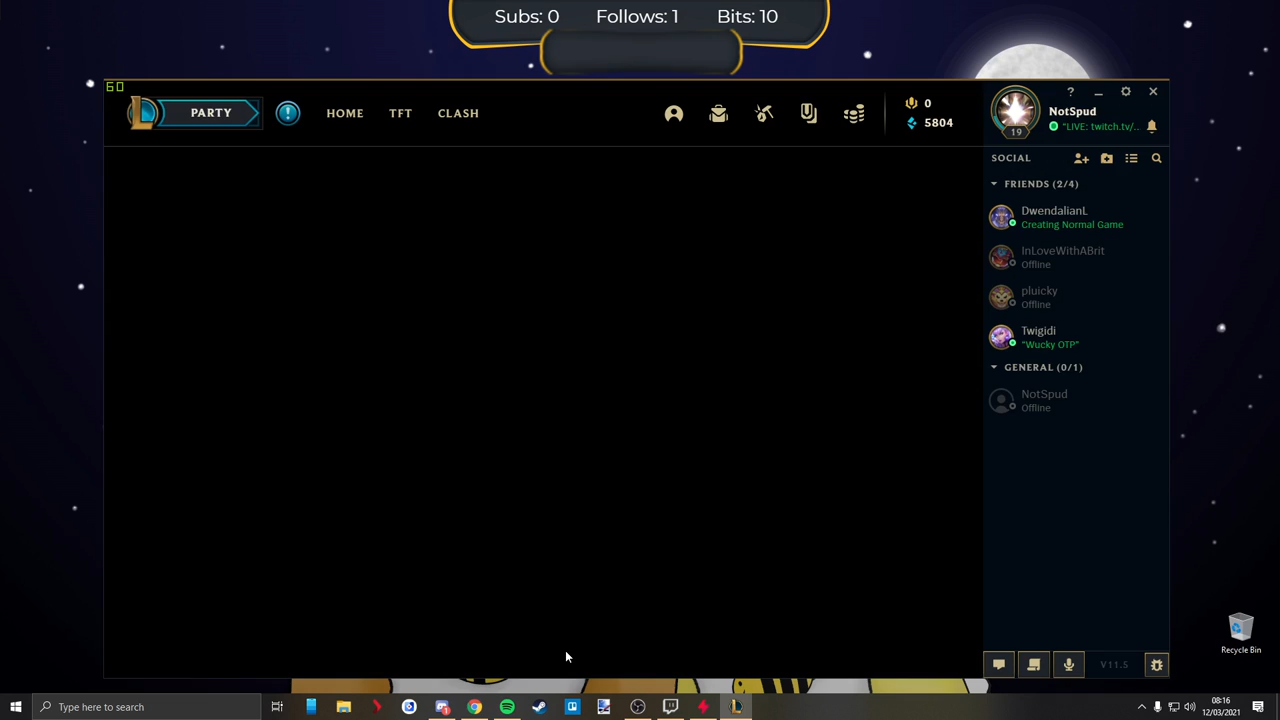 Subs: 0 Follows: 1 Bits: 10
60
PARTY
HOME TFT CLASH
0
5804
19
NotSpud
"LIVE: twitch.tv/..
SOCIAL
FRIENDS (2/4)
DwendalianL
Creating Normal Game
InLoveWithABrit
Offline
pluicky
Offline
Twigidi
"Wucky OTP"
GENERAL (0/1)
NotSpud
Offline
V11.5
Recycle Bin
Type here to search
08:16
12/03/2021